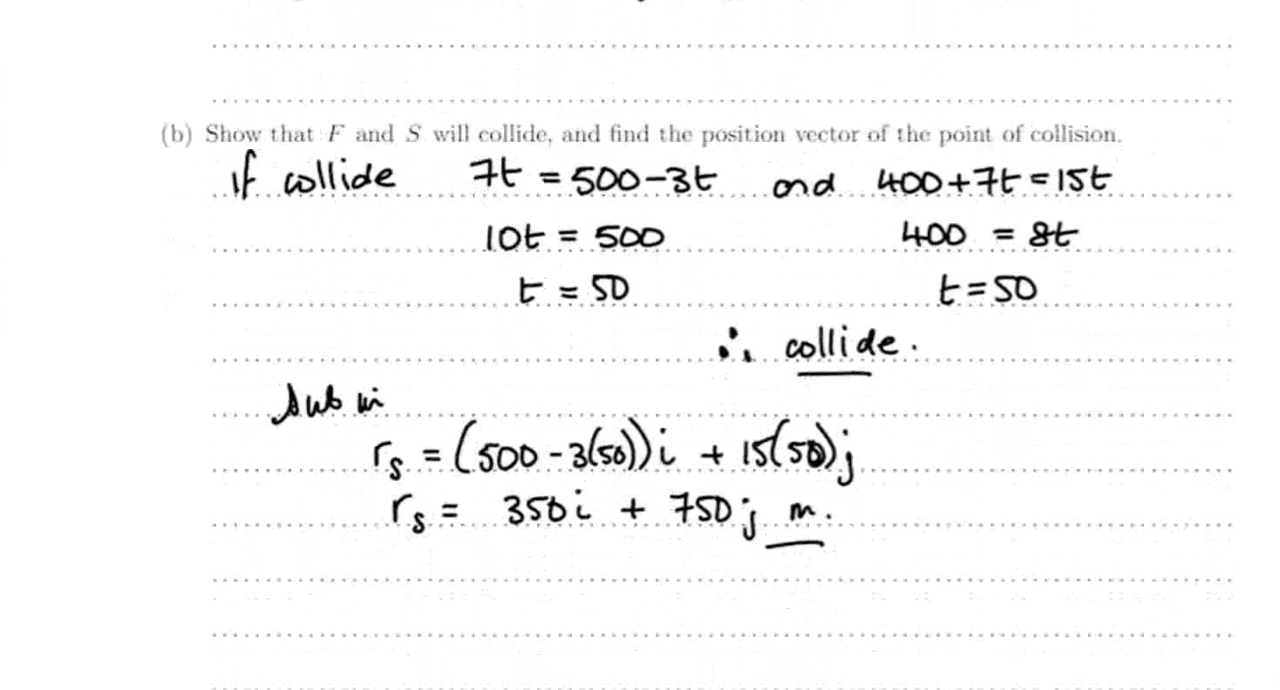 (b) Show that F and S will collide, and find the position vector of the point of collision.
if collide 7t = 500-3t and 400+7t=15t
10t = 500 400 = 8t
t = 50 t=50
∴ collide.
Sub in
rs = (500-3(50))i + 15(50)j
rs = 350i + 750j m.